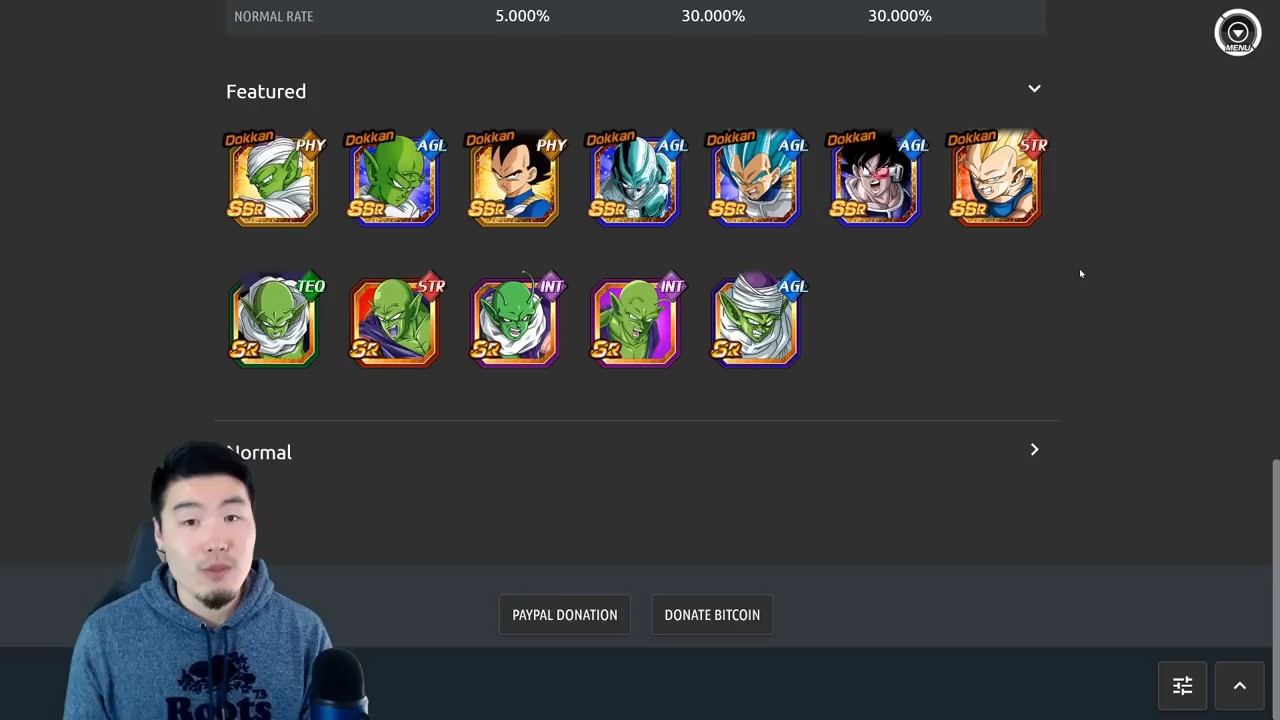 NORMAL RATE 5.000% 30.000% 30.000%
MENU
Featured
Dokkan PHY Dokkan AGL Dokkan PHY Dokkan AGL Dokkan AGL Dokkan AGL Dokkan STR
SSR SSR SSR SSR SSR SSR SSR
TEQ STR INT INT AGL
SR SR SR SR SR
Normal
PAYPAL DONATION DONATE BITCOIN
Roots
73